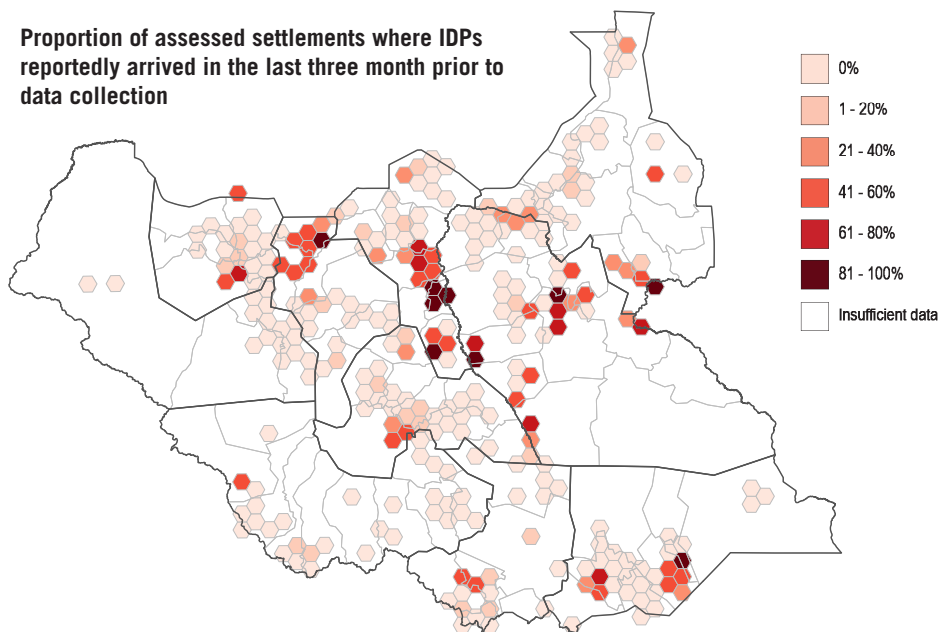 Proportion of assessed settlements where IDPs
reportedly arrived in the last three month prior to
data collection
0%
1 - 20%
21 - 40%
41 - 60%
61 - 80%
81 - 100%
Insufficient data